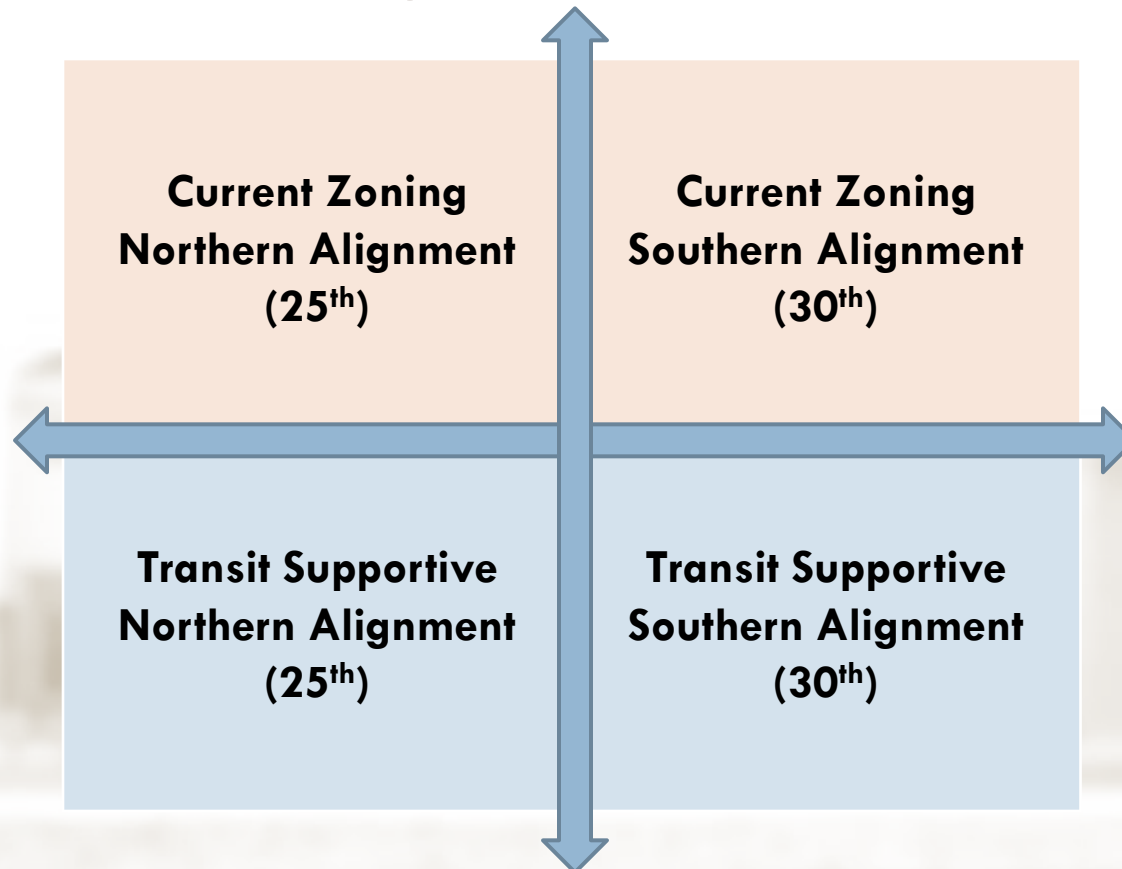 Current Zoning
Northern Alignment
(25th)
Current Zoning
Southern Alignment
(30th)
Transit Supportive
Northern Alignment
(25th)
Transit Supportive
Southern Alignment
(30th)